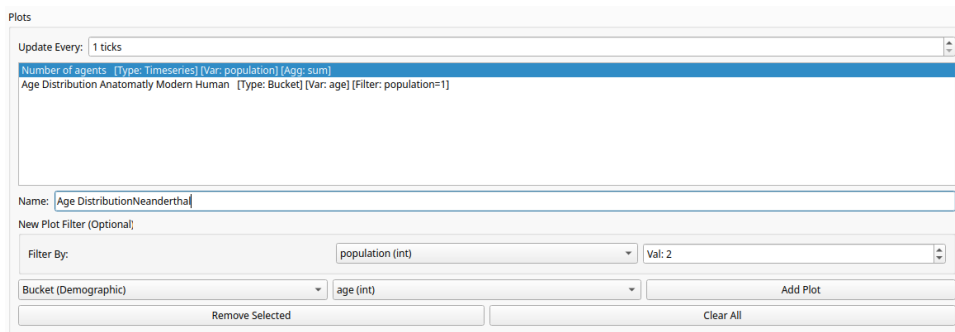 Plots
Update Every: 1 ticks
Number of agents [Type: Timeseries] [Var: population] [Agg: sum]
Age Distribution Anatomatly Modern Human [Type: Bucket] [Var: age] [Filter: population=1]
Name: Age DistributionNeanderthal
New Plot Filter (Optional)
Filter By: population (int) Val: 2
Bucket (Demographic) age (int) Add Plot
Remove Selected Clear All